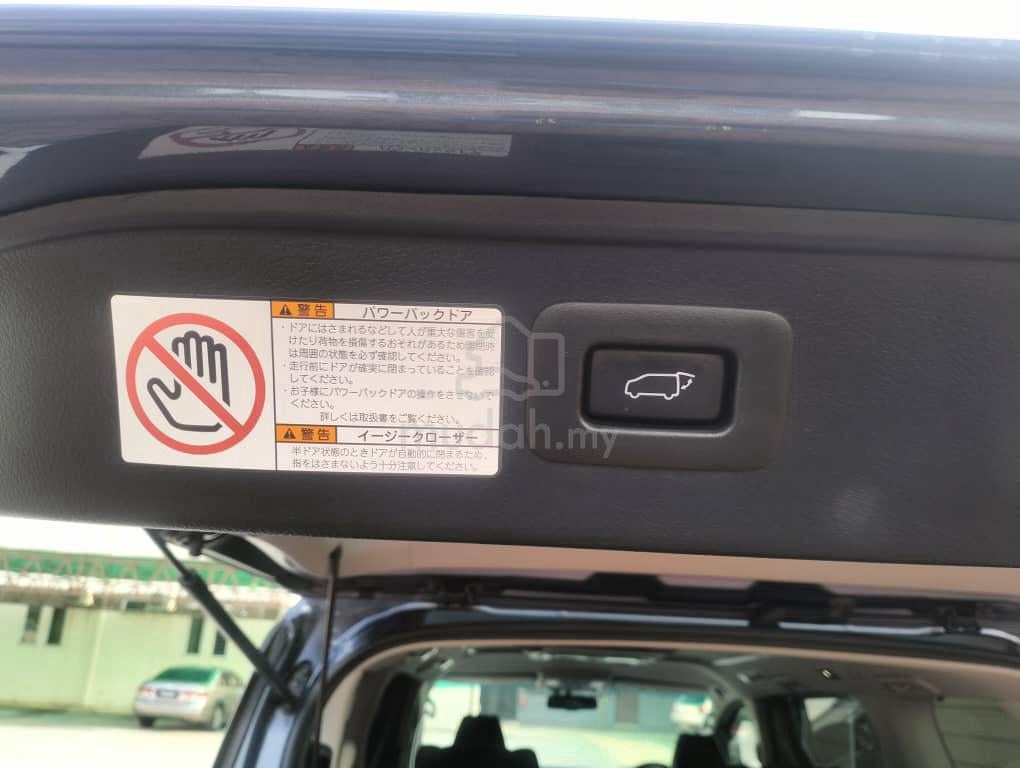 警告 パワーバックドア
・ドアにはさまれるなどして人が重大な傷害を受
けたり荷物を損傷するおそれがあるため開閉時
は周囲の状態を必ず確認してください。
・走行前にドアが確実に閉まっていることを確認
してください。
・お子様にパワーバックドアの操作をさせないで
ください。
詳しくは取扱書をご覧ください。
警告 イージークローザー
半ドア状態のときドアが自動的に閉まるため、
指をはさまないよう十分注意してください。
mudah.my